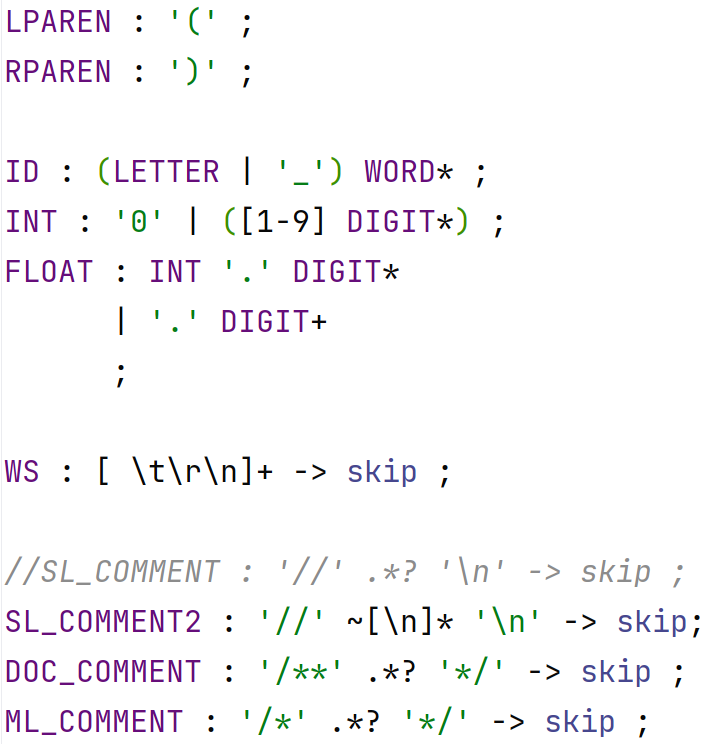 LPAREN : '(' ;
RPAREN : ')' ;
ID : (LETTER | '_') WORD* ;
INT : '0' | ([1-9] DIGIT*) ;
FLOAT : INT '.' DIGIT*
| '.' DIGIT+
;
WS : [ \t\r\n]+ -> skip ;
//SL_COMMENT : '//' .*? '\n' -> skip ;
SL_COMMENT2 : '//' ~[\n]* '\n' -> skip;
DOC_COMMENT : '/**' .*? '*/' -> skip ;
ML_COMMENT : '/*' .*? '*/' -> skip ;